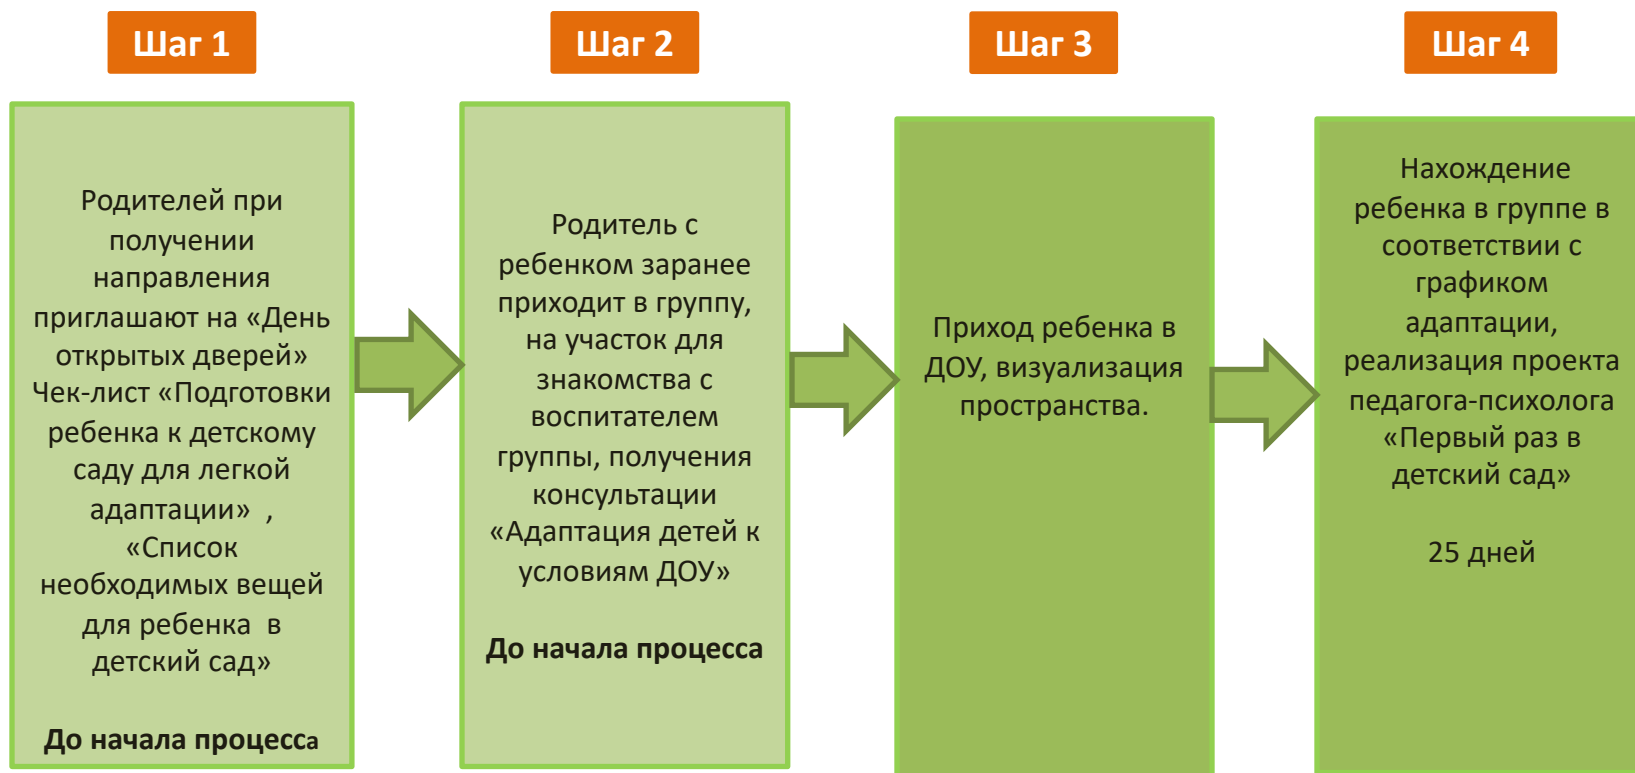 Шаг 1
Родителей при
получении
направления
приглашают на «День
открытых дверей»
Чек-лист «Подготовки
ребенка к детскому
саду для легкой
адаптации» ,
«Список
необходимых вещей
для ребенка в
детский сад»
До начала процесса
Шаг 2
Родитель с
ребенком заранее
приходит в группу,
на участок для
знакомства с
воспитателем
группы, получения
консультации
«Адаптация детей к
условиям ДОУ»
До начала процесса
Шаг 3
Приход ребенка в
ДОУ, визуализация
пространства.
Шаг 4
Нахождение
ребенка в группе в
соответствии с
графиком
адаптации,
реализация проекта
педагога-психолога
«Первый раз в
детский сад»
25 дней